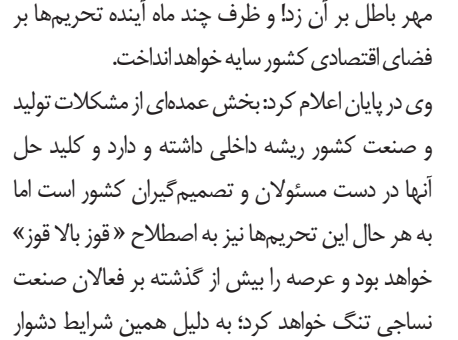 مهر باطل بر آن زد! و ظرف چند ماه آینده تحریم‌ها بر
فضای اقتصادی کشور سایه خواهد انداخت.
وی در پایان اعلام کرد: بخش عمده‌ای از مشکلات تولید
و صنعت کشور ریشه داخلی داشته و دارد و کلید حل
آنها در دست مسئولان و تصمیم‌گیران کشور است اما
به هر حال این تحریم‌ها نیز به اصطلاح « قوز بالا قوز»
خواهد بود و عرصه را بیش از گذشته بر فعالان صنعت
نساجی تنگ خواهد کرد؛ به دلیل همین شرایط دشوار